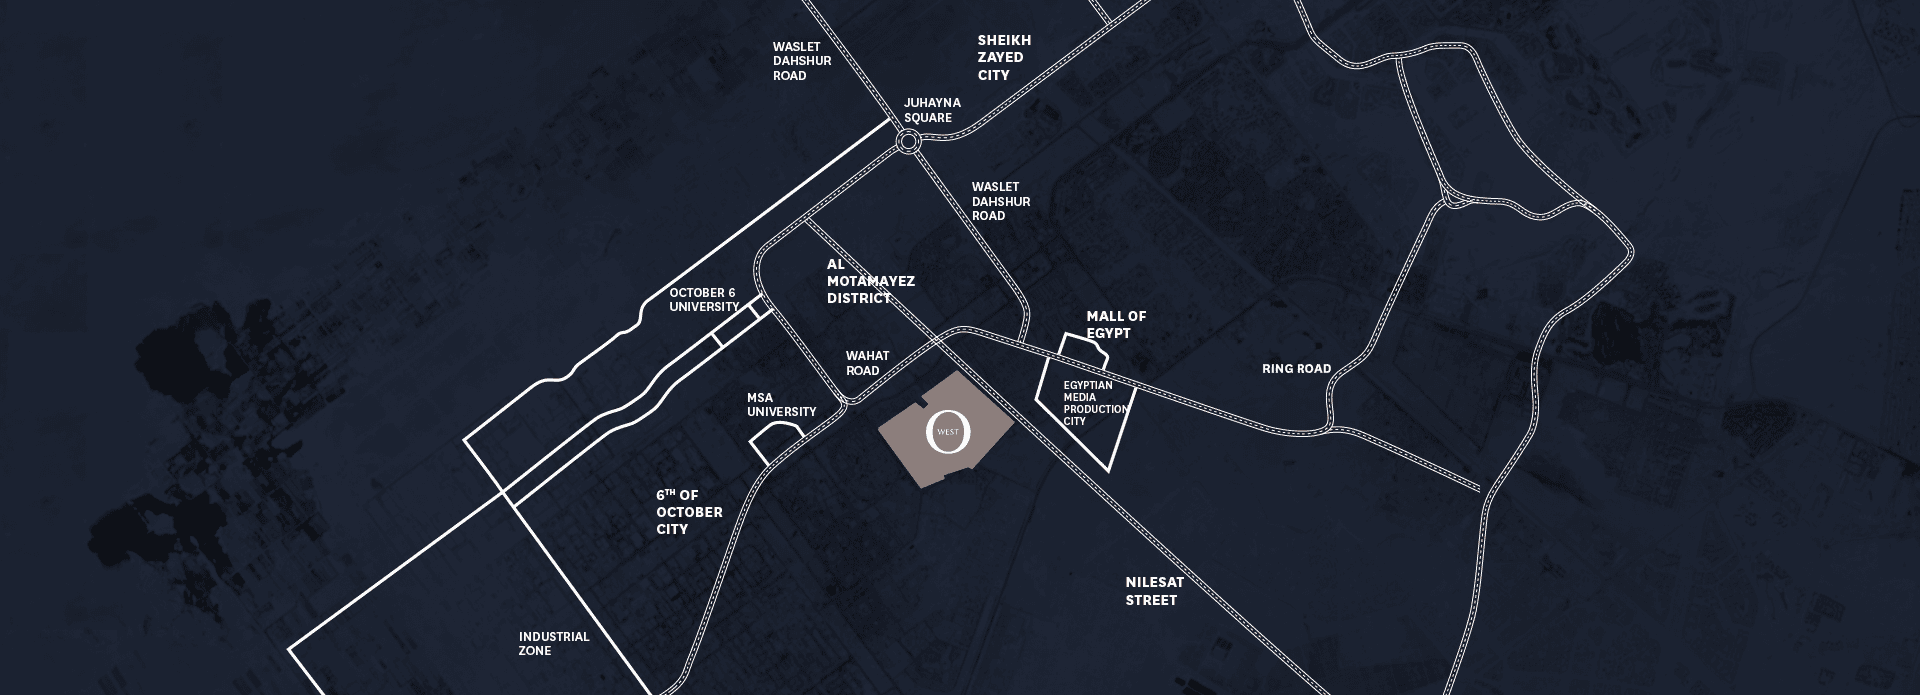 SHEIKH
ZAYED
CITY
WASLET
DAHSHUR
ROAD
JUHAYNA
SQUARE
WASLET
DAHSHUR
ROAD
AL
MOTAMAYEZ
DISTRICT
OCTOBER 6
UNIVERSITY
MALL OF
EGYPT
WAHAT
ROAD
RING ROAD
EGYPTIAN
MEDIA
PRODUCTION
CITY
MSA
UNIVERSITY
O
WEST
6TH OF
OCTOBER
CITY
NILESAT
STREET
INDUSTRIAL
ZONE